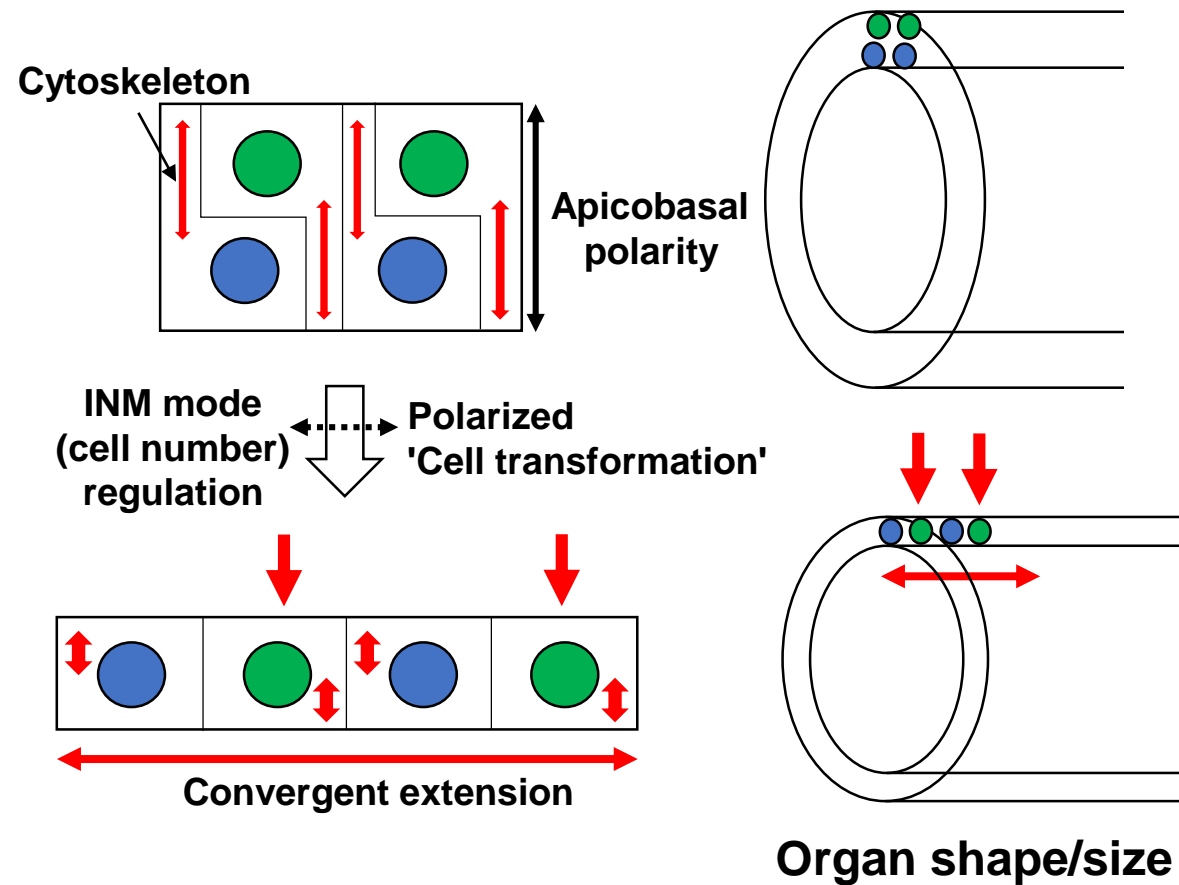 Cytoskeleton
Apicobasal
polarity
INM mode
(cell number)
regulation
Polarized
'Cell transformation'
Convergent extension
Organ shape/size